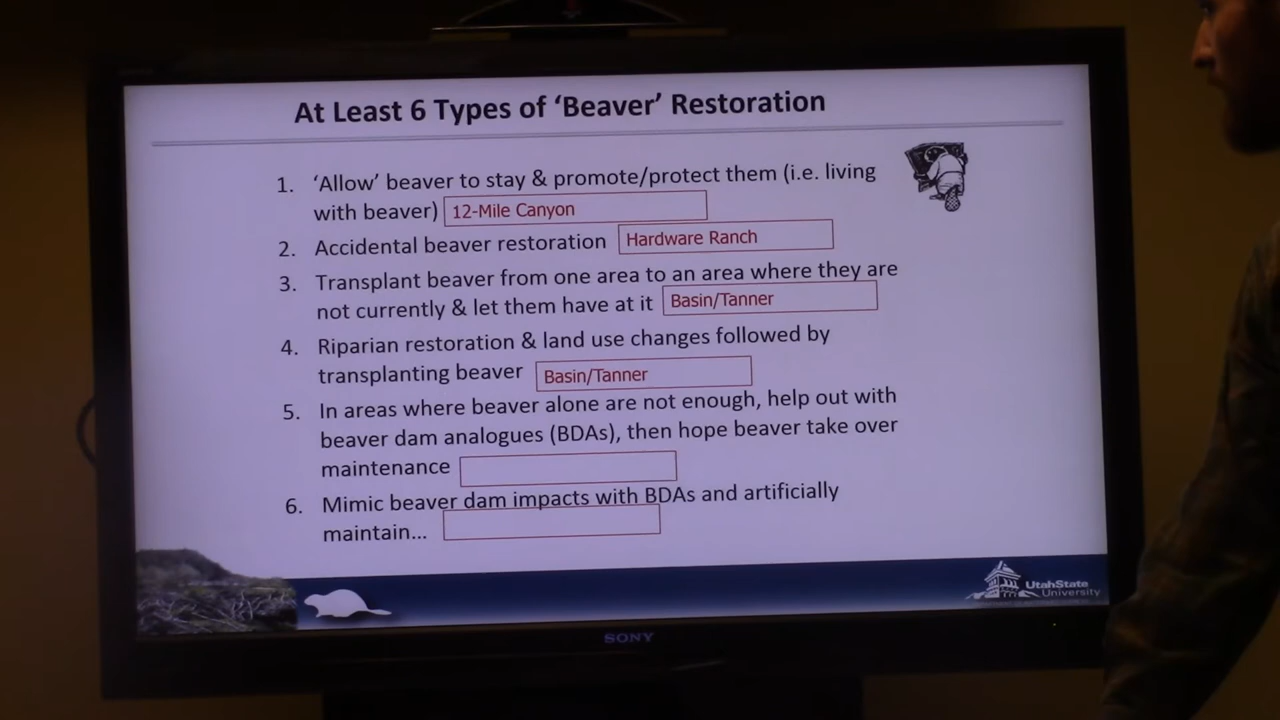 At Least 6 Types of ‘Beaver’ Restoration
1. ‘Allow’ beaver to stay & promote/protect them (i.e. living
with beaver) 12-Mile Canyon
2. Accidental beaver restoration Hardware Ranch
3. Transplant beaver from one area to an area where they are
not currently & let them have at it Basin/Tanner
4. Riparian restoration & land use changes followed by
transplanting beaver Basin/Tanner
5. In areas where beaver alone are not enough, help out with
beaver dam analogues (BDAs), then hope beaver take over
maintenance
6. Mimic beaver dam impacts with BDAs and artificially
maintain...
UtahState
University
SONY